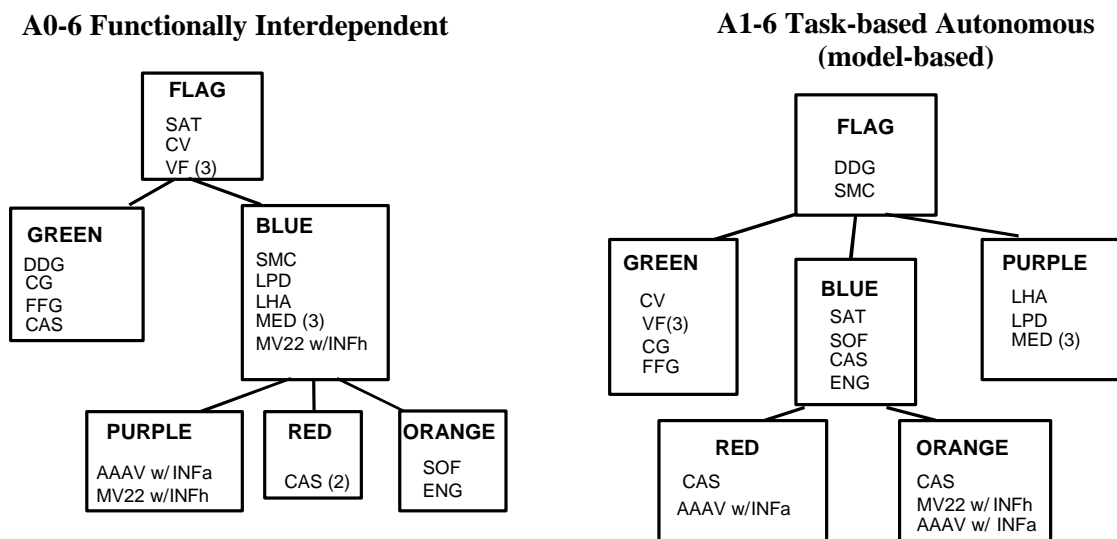 A0-6 Functionally Interdependent
FLAG
SAT
CV
VF (3)
GREEN
DDG
CG
FFG
CAS
BLUE
SMC
LPD
LHA
MED (3)
MV22 w/INFh
PURPLE
AAAV w/ INFa
MV22 w/INFh
RED
CAS (2)
ORANGE
SOF
ENG
A1-6 Task-based Autonomous
(model-based)
FLAG
DDG
SMC
GREEN
CV
VF(3)
CG
FFG
BLUE
SAT
SOF
CAS
ENG
PURPLE
LHA
LPD
MED (3)
RED
CAS
AAAV w/INFa
ORANGE
CAS
MV22 w/ INFh
AAAV w/ INFa